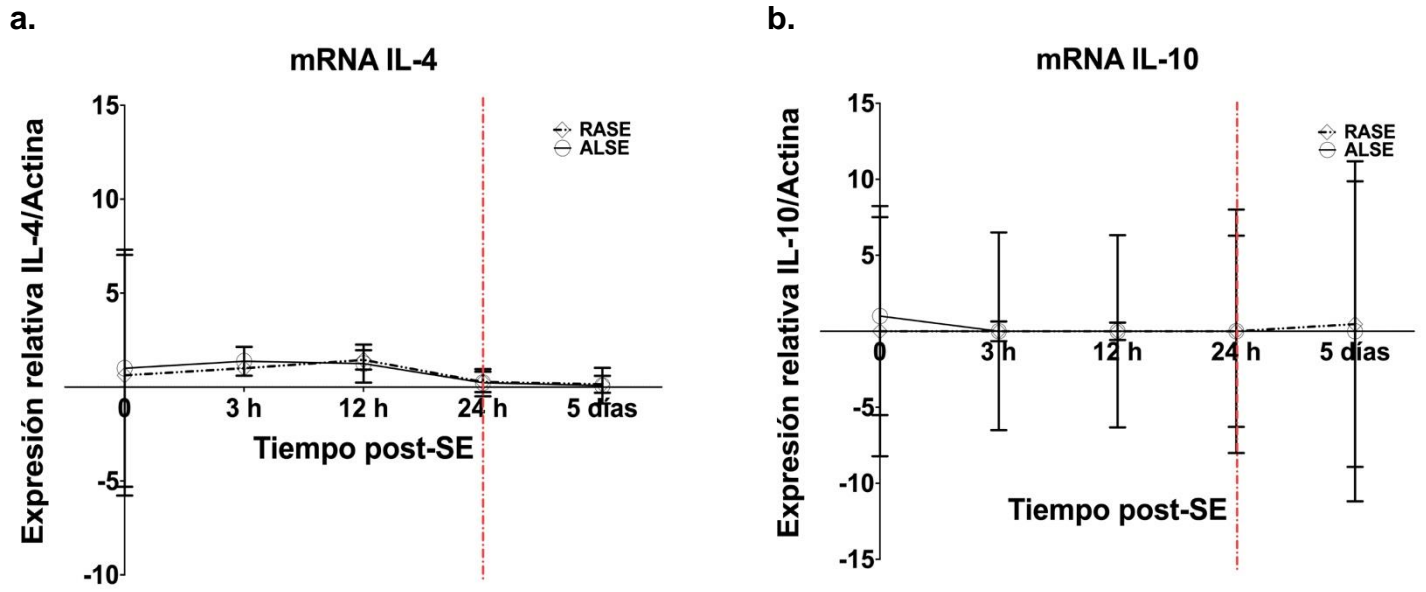 a.
mRNA IL-4
Expresión relativa IL-4/Actina
15
10
5
-5
-10
RASE
ALSE
0 3 h 12 h 24 h 5 días
Tiempo post-SE
b.
mRNA IL-10
Expresión relativa IL-10/Actina
15
10
5
-5
-10
-15
RASE
ALSE
0 3 h 12 h 24 h 5 días
Tiempo post-SE